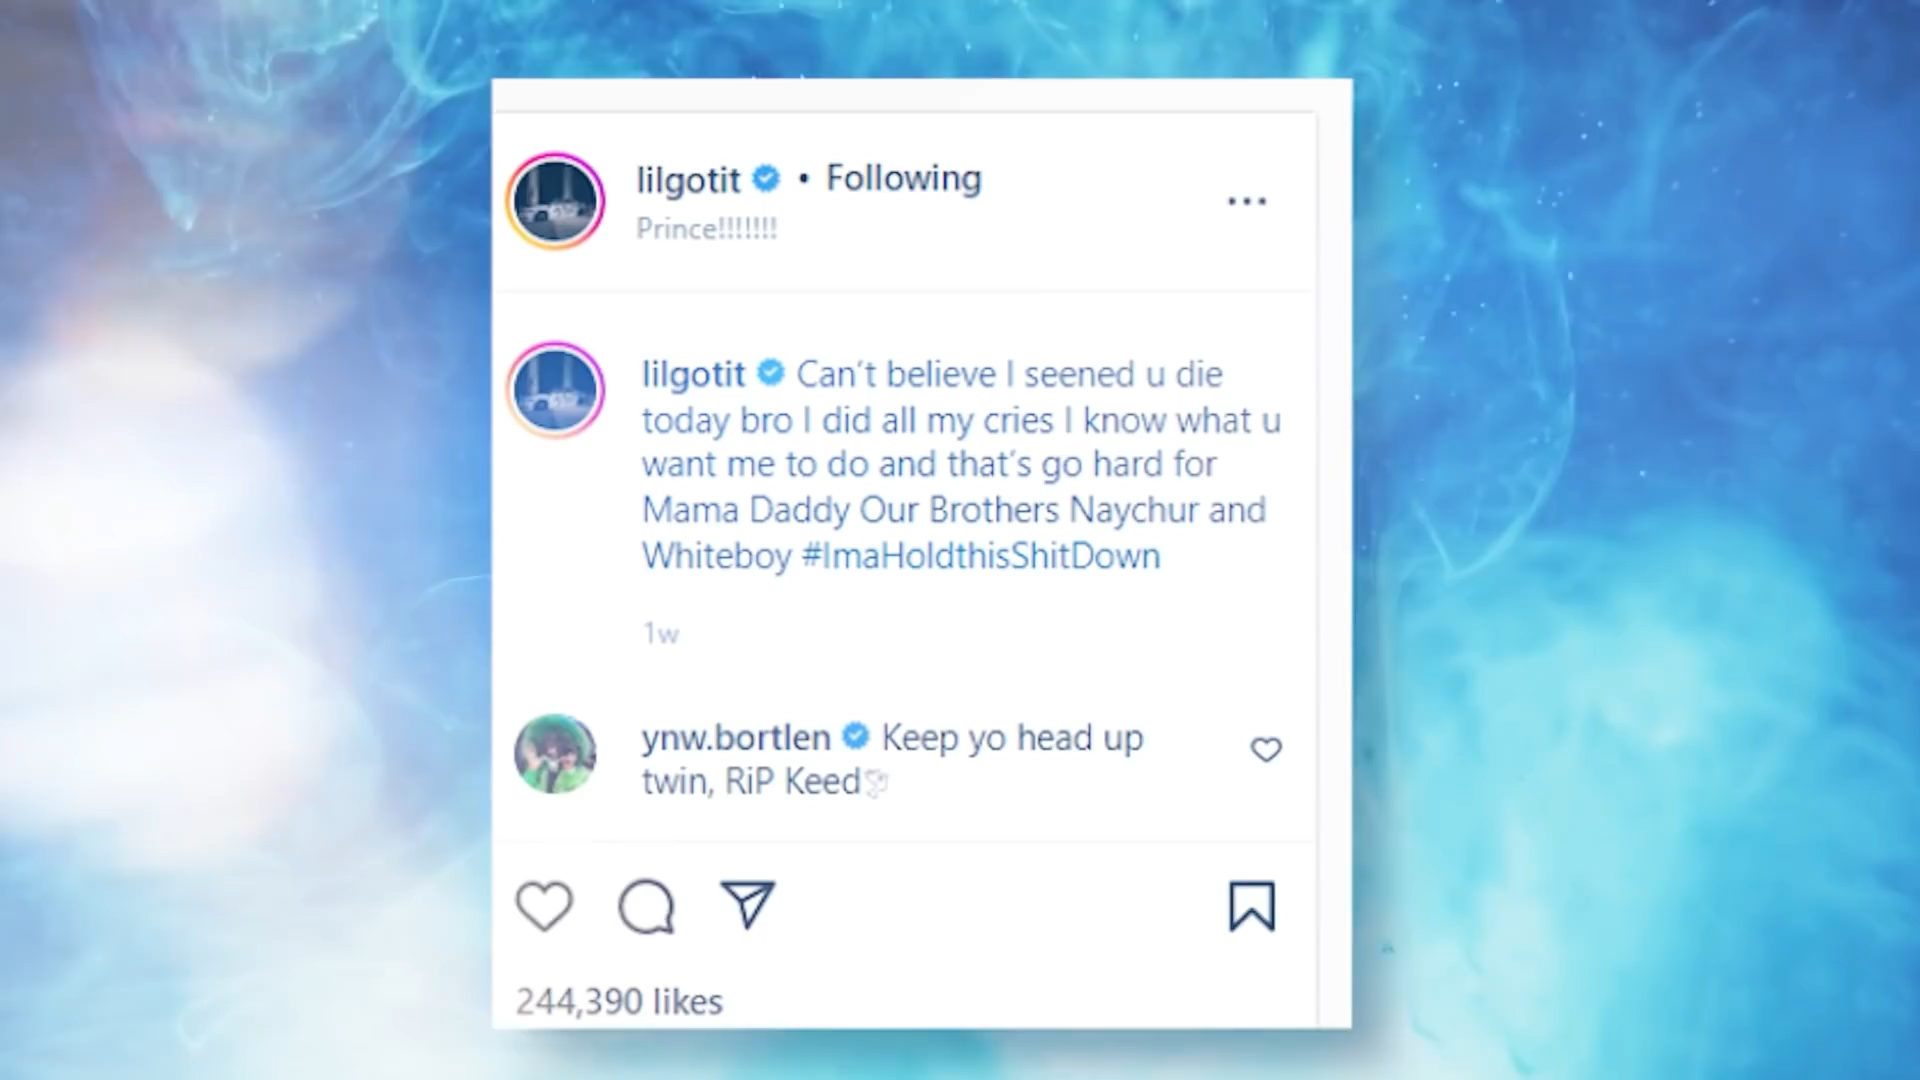 lilgotit • Following
Prince!!!!!!!
lilgotit Can't believe I seened u die
today bro I did all my cries I know what u
want me to do and that's go hard for
Mama Daddy Our Brothers Naychur and
Whiteboy #ImaHoldthisShitDown
1w
ynw.bortlen Keep yo head up
twin, RiP Keed🕊
244,390 likes